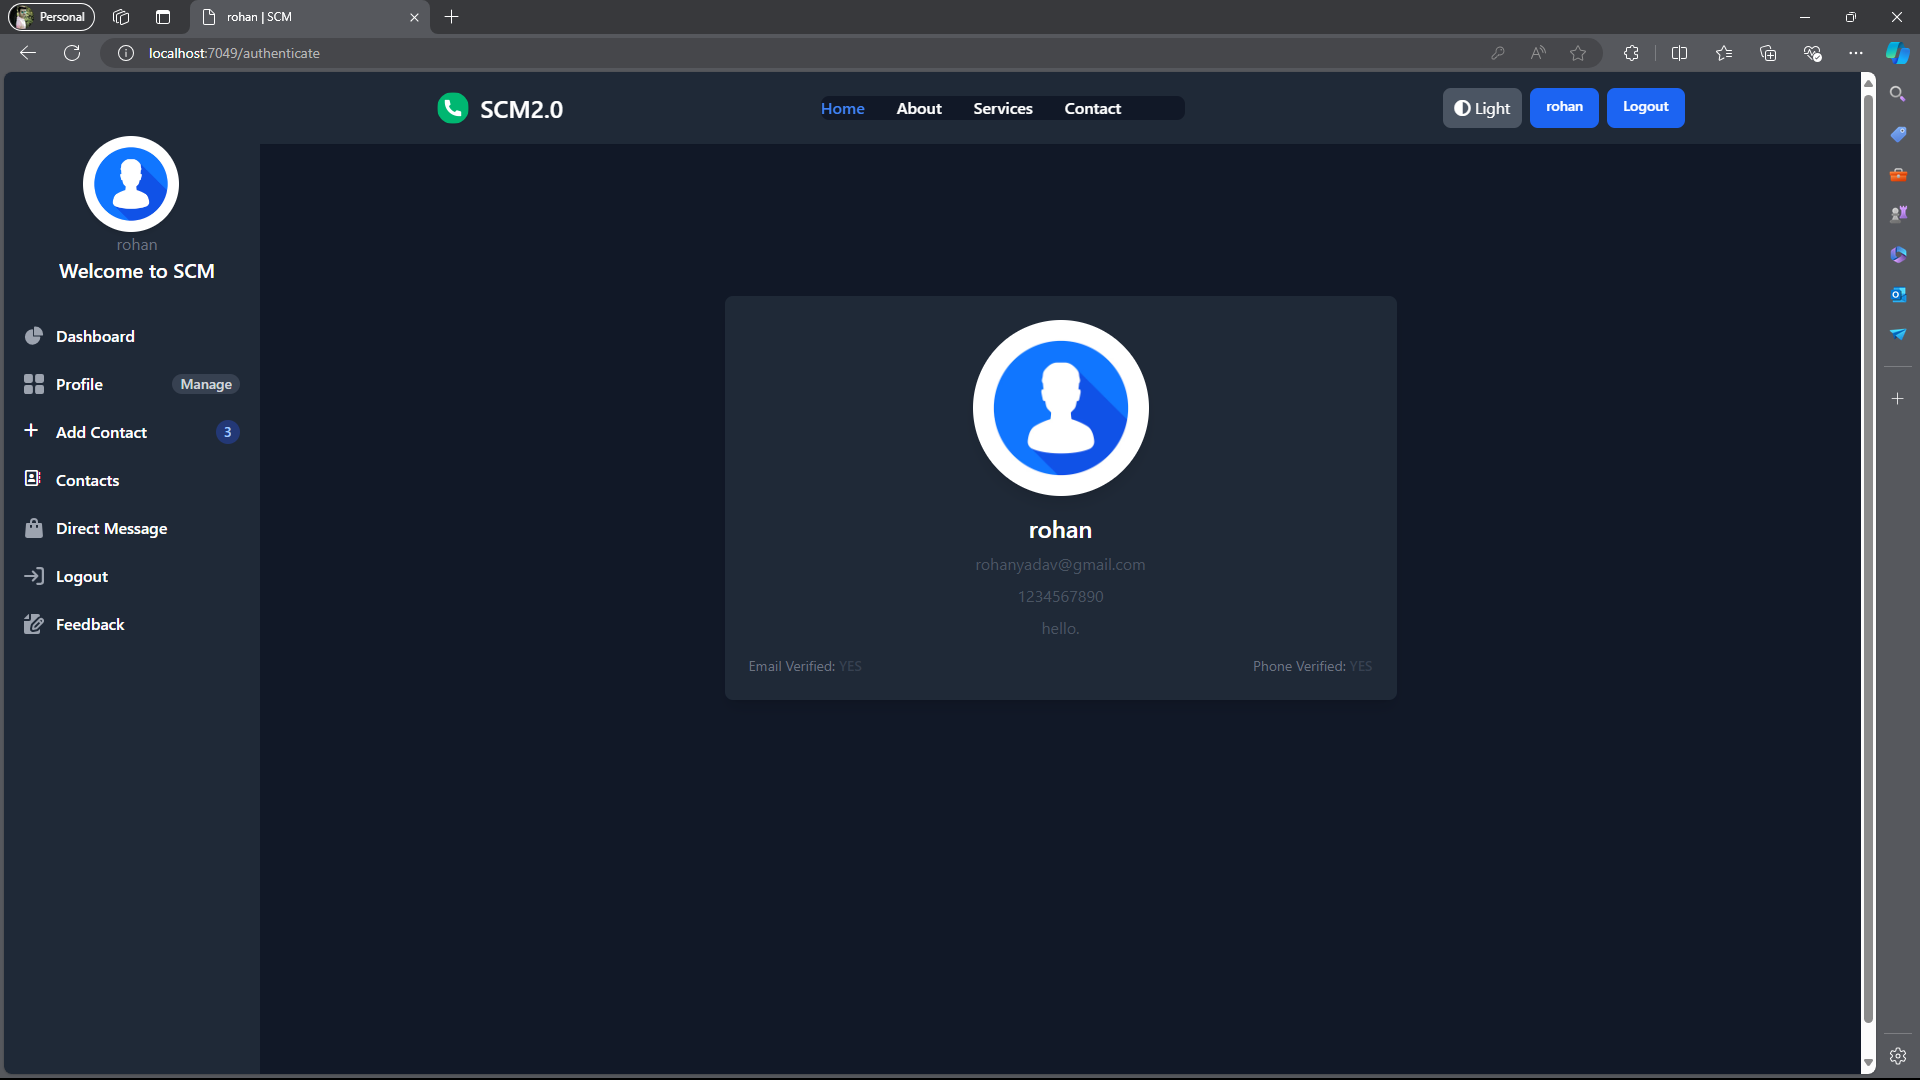 Personal
rohan | SCM
localhost:7049/authenticate
SCM2.0
Home About Services Contact
Light rohan Logout
rohan
Welcome to SCM
Dashboard
Profile Manage
Add Contact 3
Contacts
Direct Message
Logout
Feedback
rohan
rohanyadav@gmail.com
1234567890
hello.
Email Verified: YES Phone Verified: YES